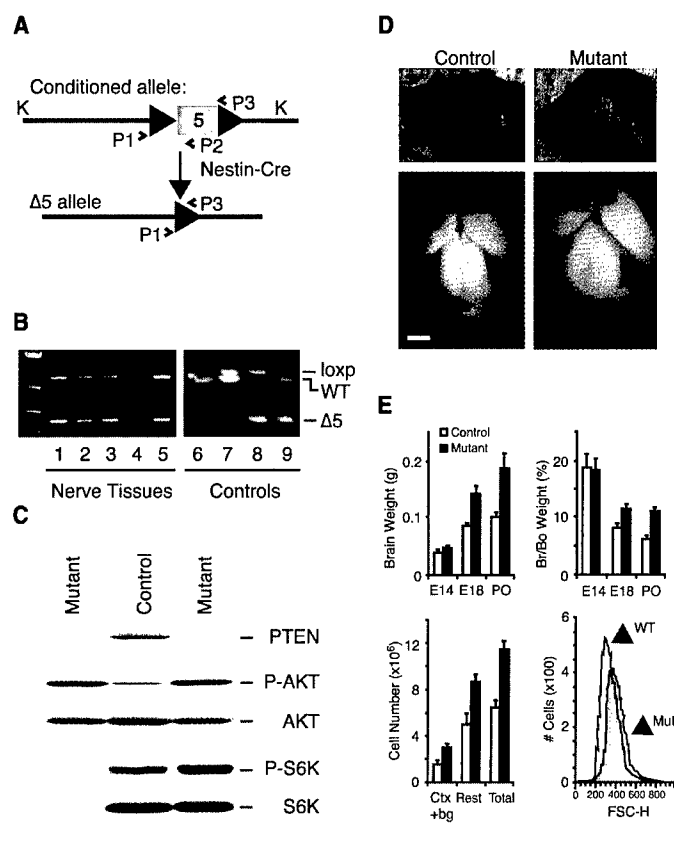 A
Conditioned allele:
K
P3
K
5
P1
P2
Nestin-Cre
Δ5 allele
P3
P1
B
loxp
WT
Δ5
1 2 3 4 5 6 7 8 9
Nerve Tissues Controls
C
Mutant Control Mutant
PTEN
P-AKT
AKT
P-S6K
S6K
D
Control Mutant
E
Control
Mutant
Brain Weight (g)
0.2
0.1
0
E14 E18 PO
Br/Bo Weight (%)
20
10
0
E14 E18 PO
Cell Number (x10⁶)
12
8
4
0
Ctx Rest Total
+bg
# Cells (x100)
6
4
2
0
WT
Mut
0 200 400 600 800
FSC-H